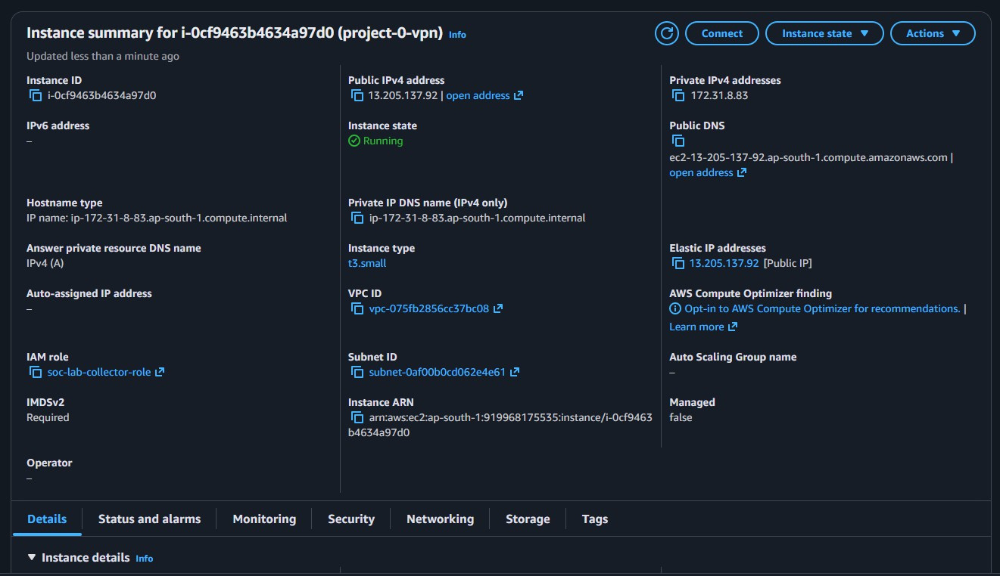 Instance summary for i-0cf9463b4634a97d0 (project-0-vpn) Info
Connect
Instance state
Actions
Updated less than a minute ago
Instance ID
i-0cf9463b4634a97d0
Public IPv4 address
13.205.137.92 | open address
Private IPv4 addresses
172.31.8.83
IPv6 address
–
Instance state
Running
Public DNS
ec2-13-205-137-92.ap-south-1.compute.amazonaws.com |
open address
Hostname type
IP name: ip-172-31-8-83.ap-south-1.compute.internal
Private IP DNS name (IPv4 only)
ip-172-31-8-83.ap-south-1.compute.internal
Answer private resource DNS name
IPv4 (A)
Instance type
t3.small
Elastic IP addresses
13.205.137.92 [Public IP]
Auto-assigned IP address
–
VPC ID
vpc-075fb2856cc37bc08
AWS Compute Optimizer finding
Opt-in to AWS Compute Optimizer for recommendations. |
Learn more
IAM role
soc-lab-collector-role
Subnet ID
subnet-0af00b0cd062e4e61
Auto Scaling Group name
–
IMDSv2
Required
Instance ARN
arn:aws:ec2:ap-south-1:919968175535:instance/i-0cf9463
b4634a97d0
Managed
false
Operator
–
Details
Status and alarms
Monitoring
Security
Networking
Storage
Tags
Instance details Info